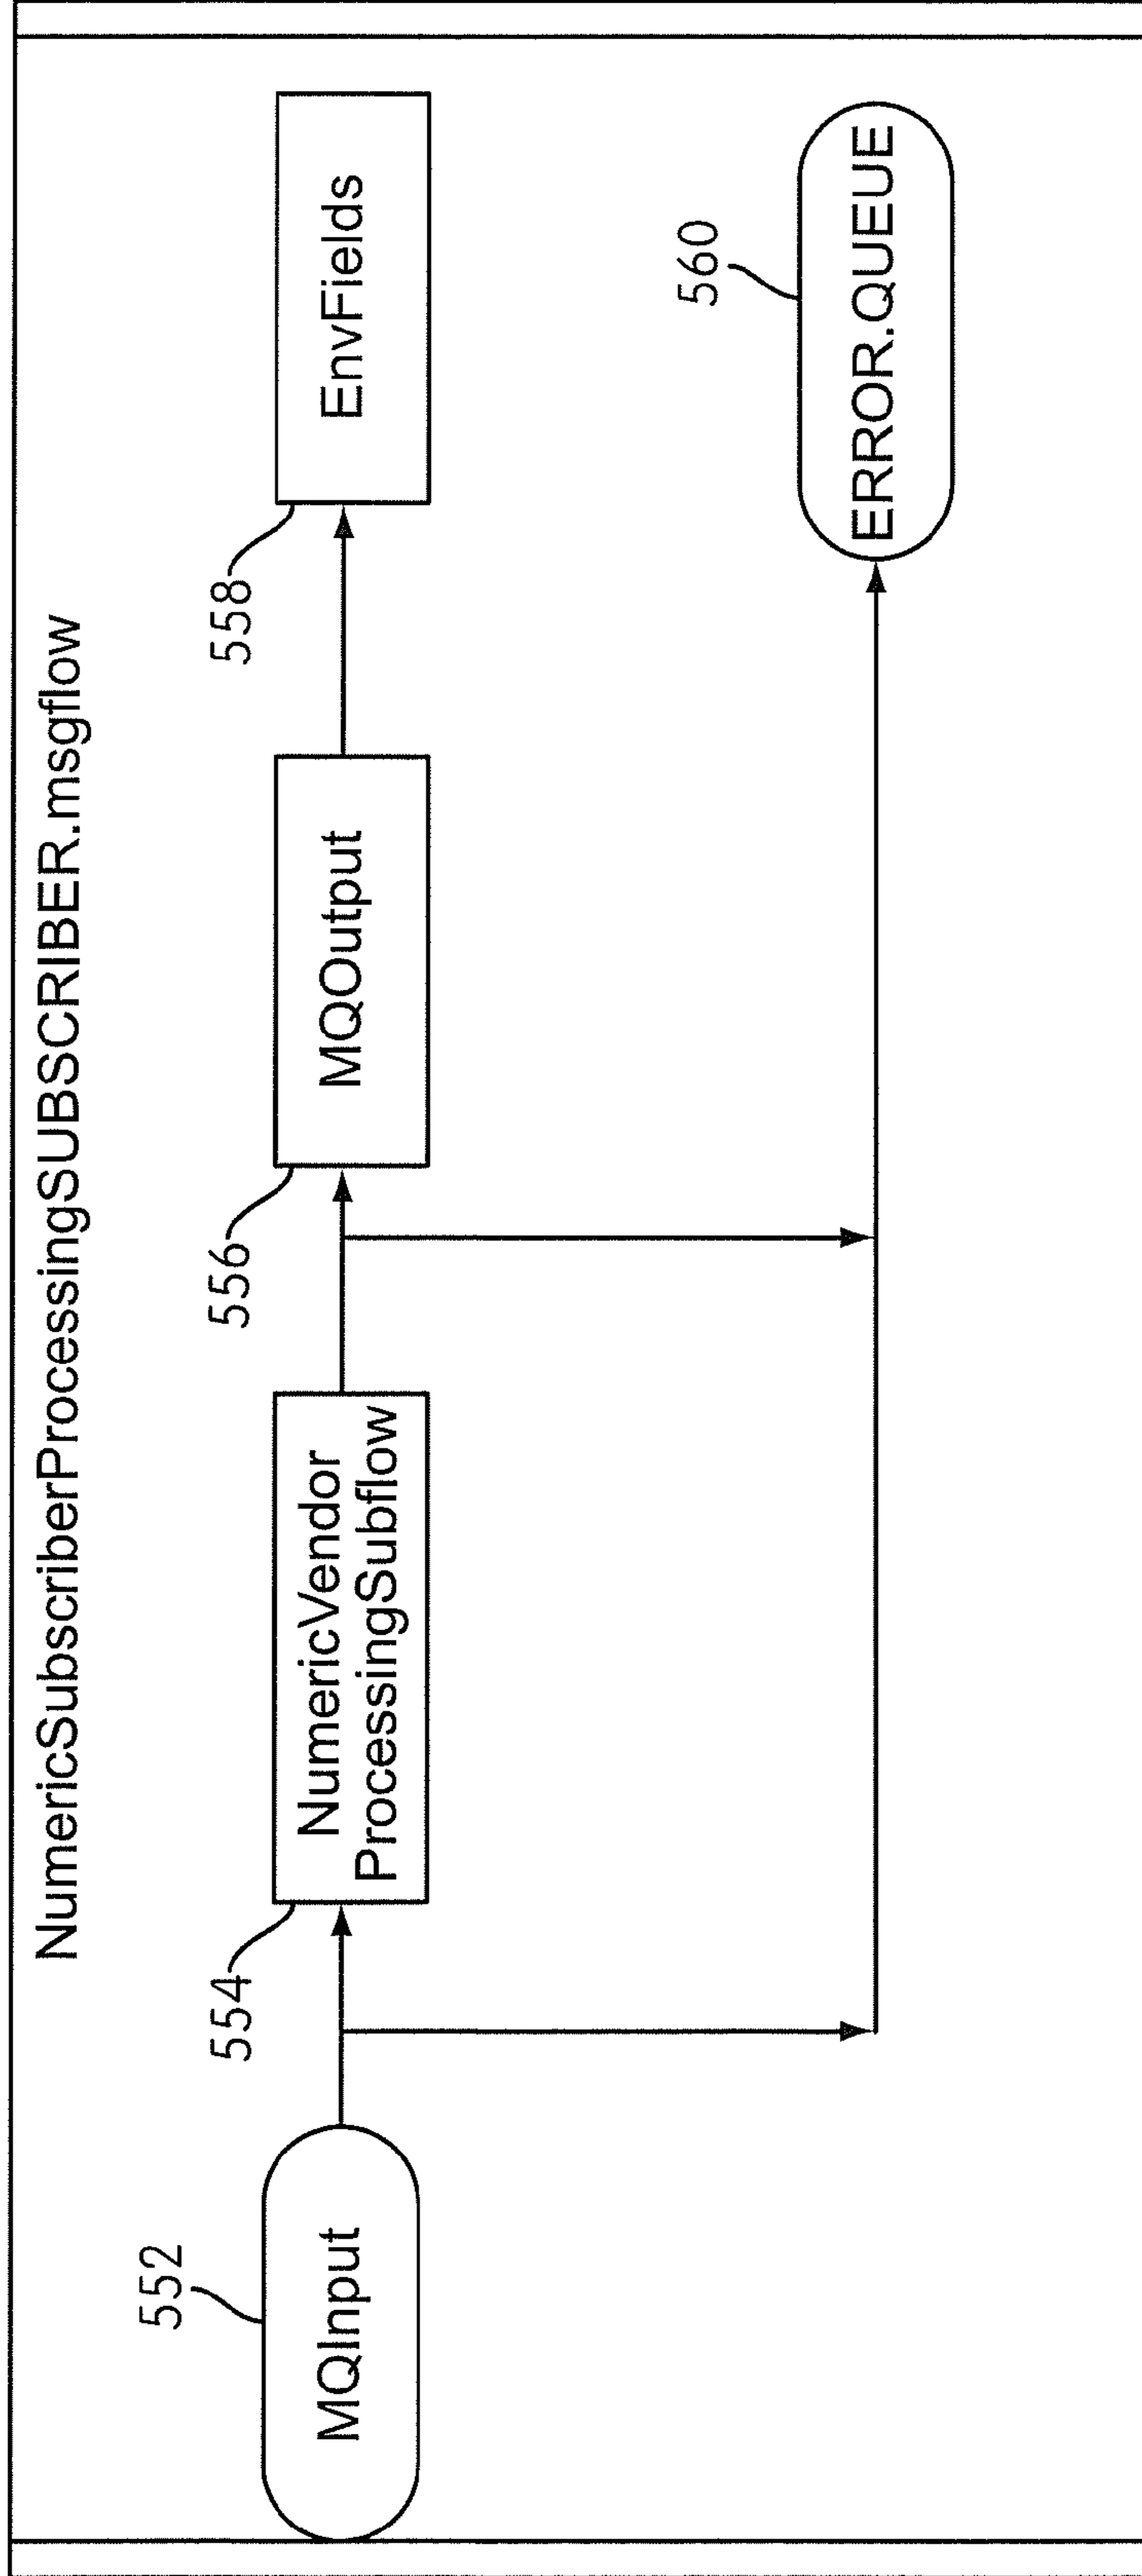 NumericSubscriberProcessingSUBSCRIBER.msgflow
552
MQInput
554
NumericVendor
ProcessingSubflow
556
MQOutput
558
EnvFields
560
ERROR.QUEUE